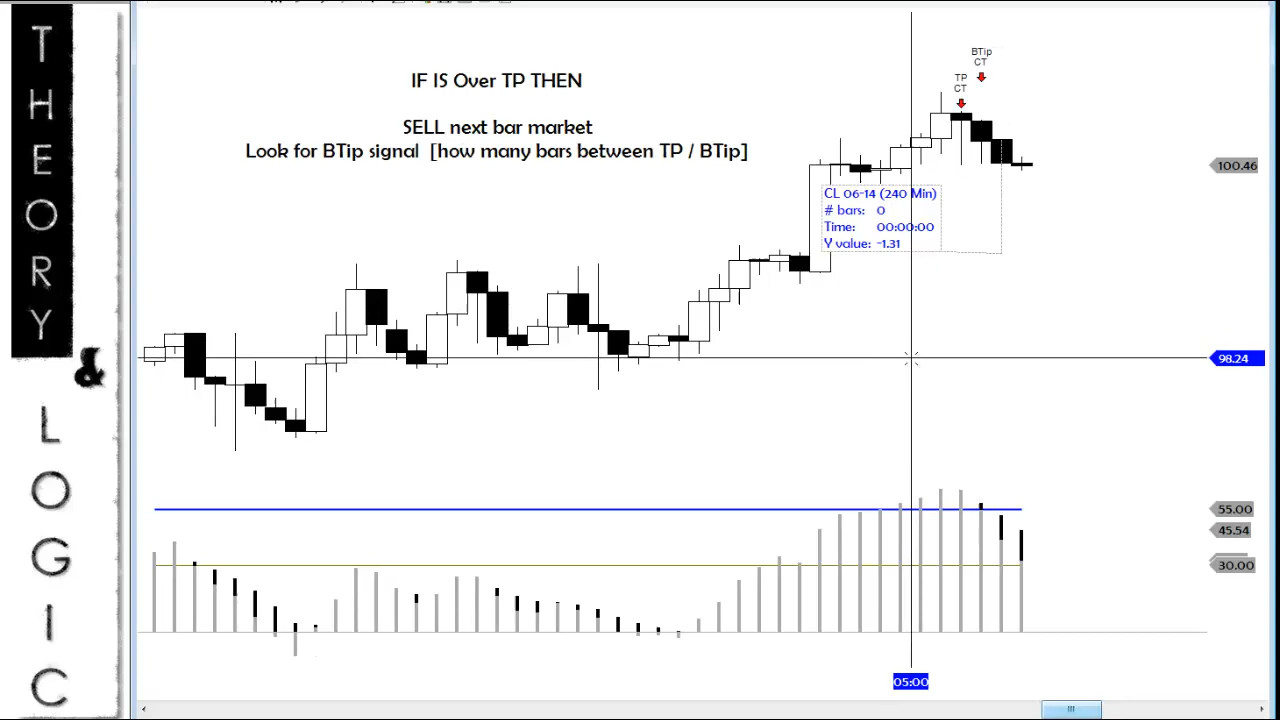 THEORY
&
LOGIC
IF IS Over TP THEN
SELL next bar market
Look for BTip signal [how many bars between TP / BTip]
BTip
CT
TP
CT
100.46
CL 06-14 (240 Min)
# bars: 0
Time: 00:00:00
Y value: -1.31
98.24
55.00
45.54
30.00
05:00